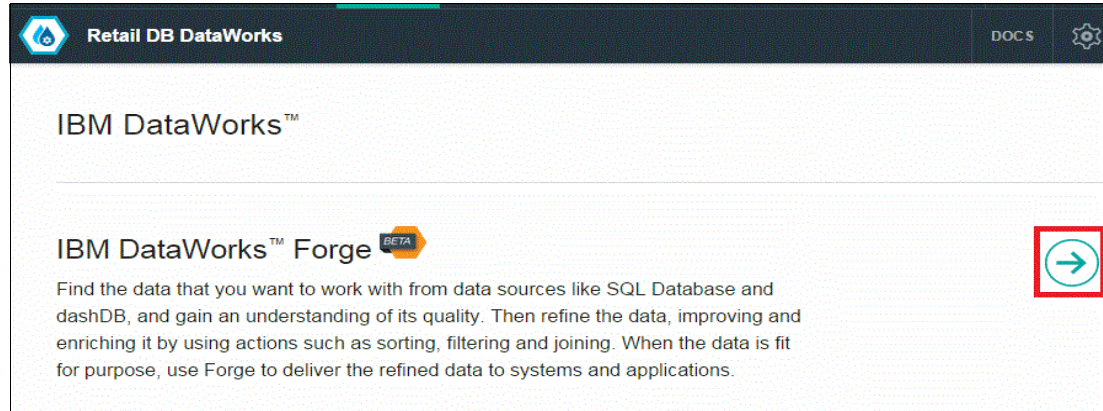 Retail DB DataWorks
DOCS
IBM DataWorks™
IBM DataWorks™ Forge BETA
Find the data that you want to work with from data sources like SQL Database and
dashDB, and gain an understanding of its quality. Then refine the data, improving and
enriching it by using actions such as sorting, filtering and joining. When the data is fit
for purpose, use Forge to deliver the refined data to systems and applications.